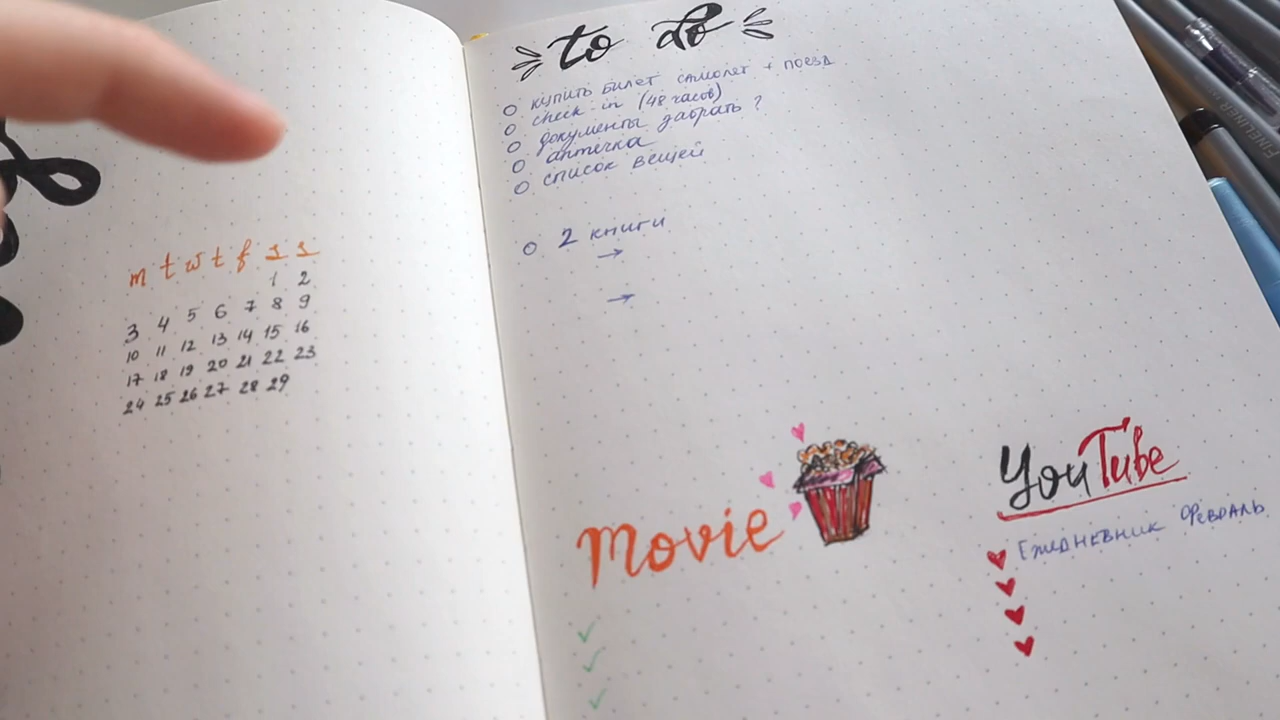 m t w t f s s
1 2
3 4 5 6 7 8 9
10 11 12 13 14 15 16
17 18 19 20 21 22 23
24 25 26 27 28 29
to do
купить билет самолет + поезд
check in (48 часов)
документы забрать ?
аптечка
список вещей
2 книги
→
→
movie
YouTube
Ежедневник Февраль
FINELINER